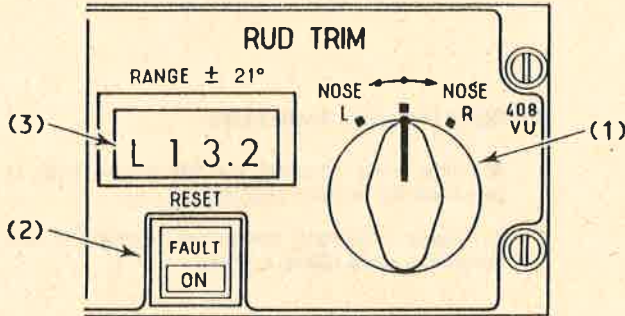 RUD TRIM
RANGE ± 21°
NOSE L
NOSE R
408 VU
(1)
(3)
L 1 3.2
RESET
(2)
FAULT
ON